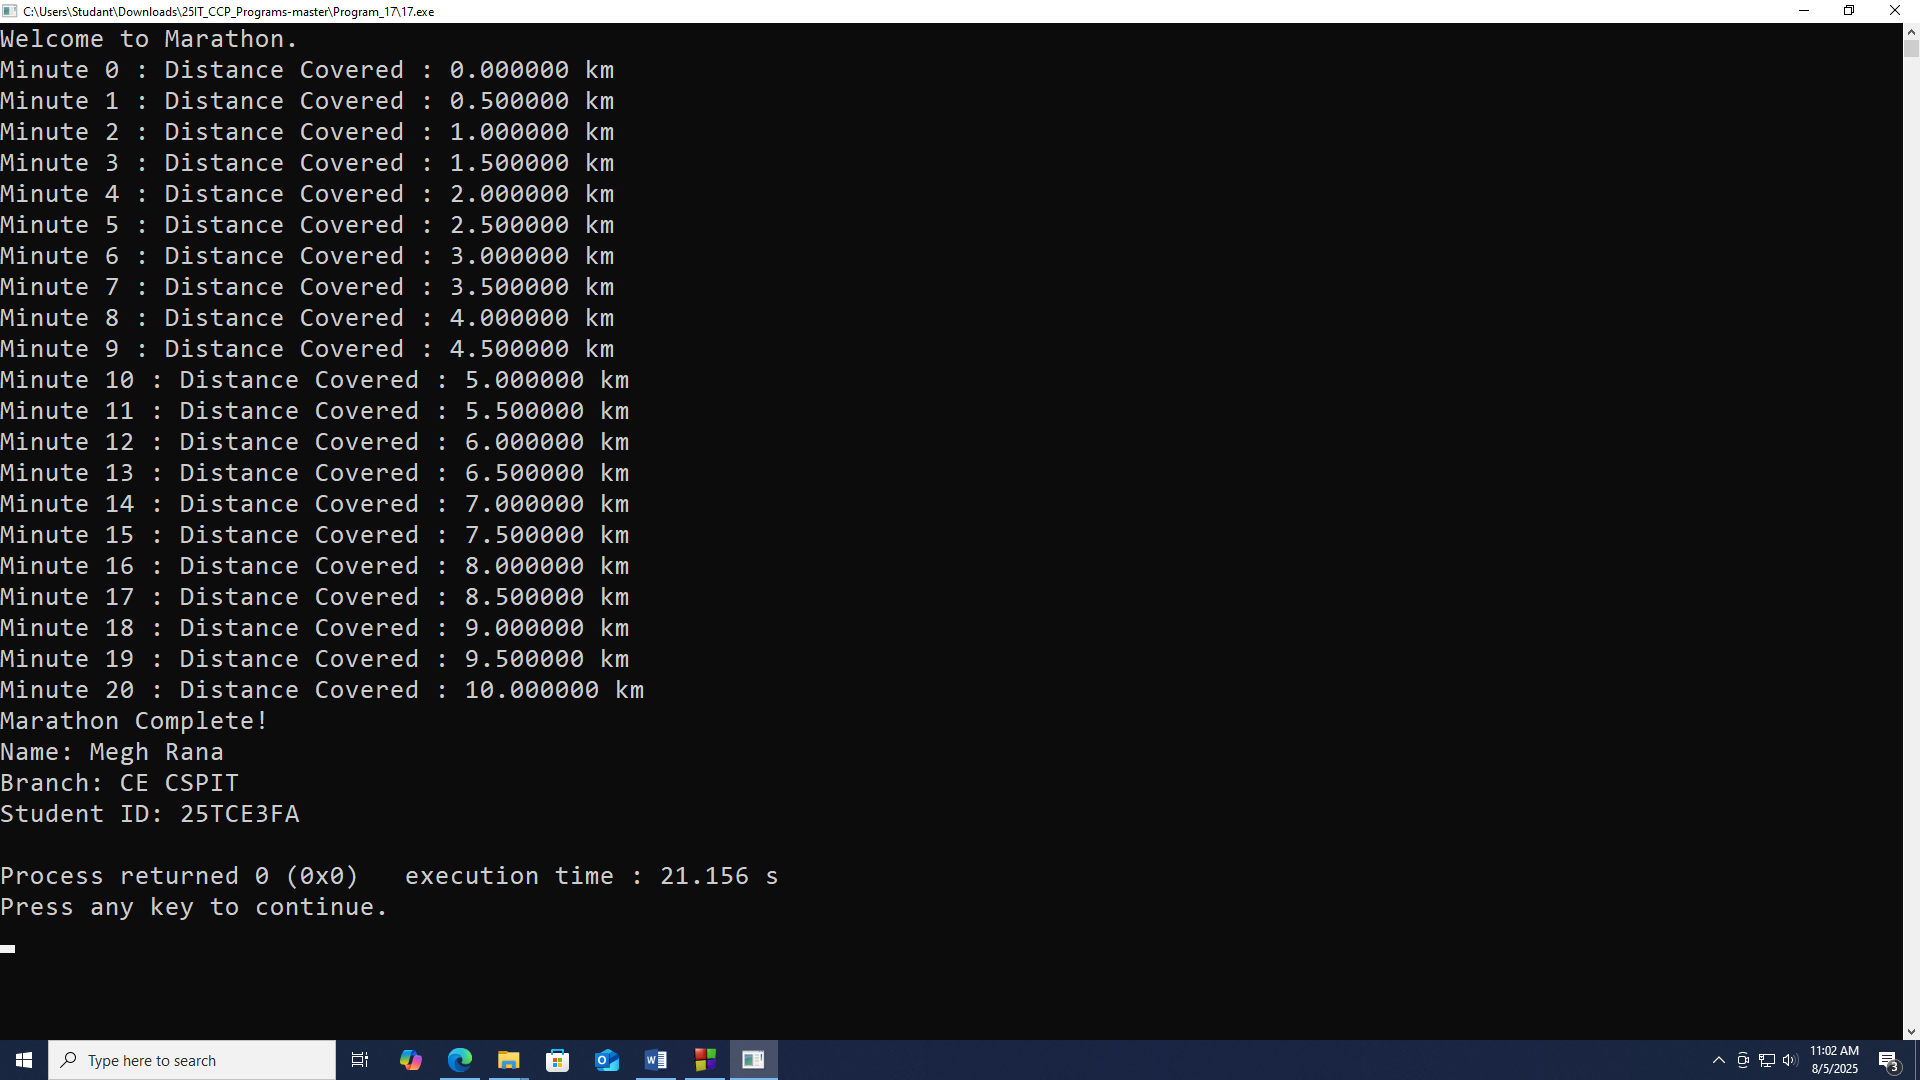 C:\Users\Studant\Downloads\25IT_CCP_Programs-master\Program_17\17.exe
Welcome to Marathon.
Minute 0 : Distance Covered : 0.000000 km
Minute 1 : Distance Covered : 0.500000 km
Minute 2 : Distance Covered : 1.000000 km
Minute 3 : Distance Covered : 1.500000 km
Minute 4 : Distance Covered : 2.000000 km
Minute 5 : Distance Covered : 2.500000 km
Minute 6 : Distance Covered : 3.000000 km
Minute 7 : Distance Covered : 3.500000 km
Minute 8 : Distance Covered : 4.000000 km
Minute 9 : Distance Covered : 4.500000 km
Minute 10 : Distance Covered : 5.000000 km
Minute 11 : Distance Covered : 5.500000 km
Minute 12 : Distance Covered : 6.000000 km
Minute 13 : Distance Covered : 6.500000 km
Minute 14 : Distance Covered : 7.000000 km
Minute 15 : Distance Covered : 7.500000 km
Minute 16 : Distance Covered : 8.000000 km
Minute 17 : Distance Covered : 8.500000 km
Minute 18 : Distance Covered : 9.000000 km
Minute 19 : Distance Covered : 9.500000 km
Minute 20 : Distance Covered : 10.000000 km
Marathon Complete!
Name: Megh Rana
Branch: CE CSPIT
Student ID: 25TCE3FA
Process returned 0 (0x0)   execution time : 21.156 s
Press any key to continue.
Type here to search
11:02 AM
8/5/2025
3